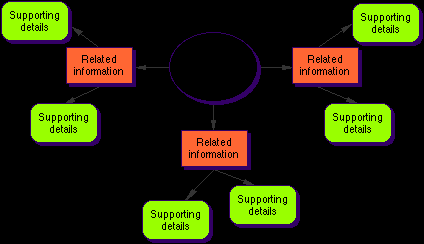 Supporting
details
Supporting
details
Related
information
Related
information
Supporting
details
Supporting
details
Related
information
Supporting
details
Supporting
details